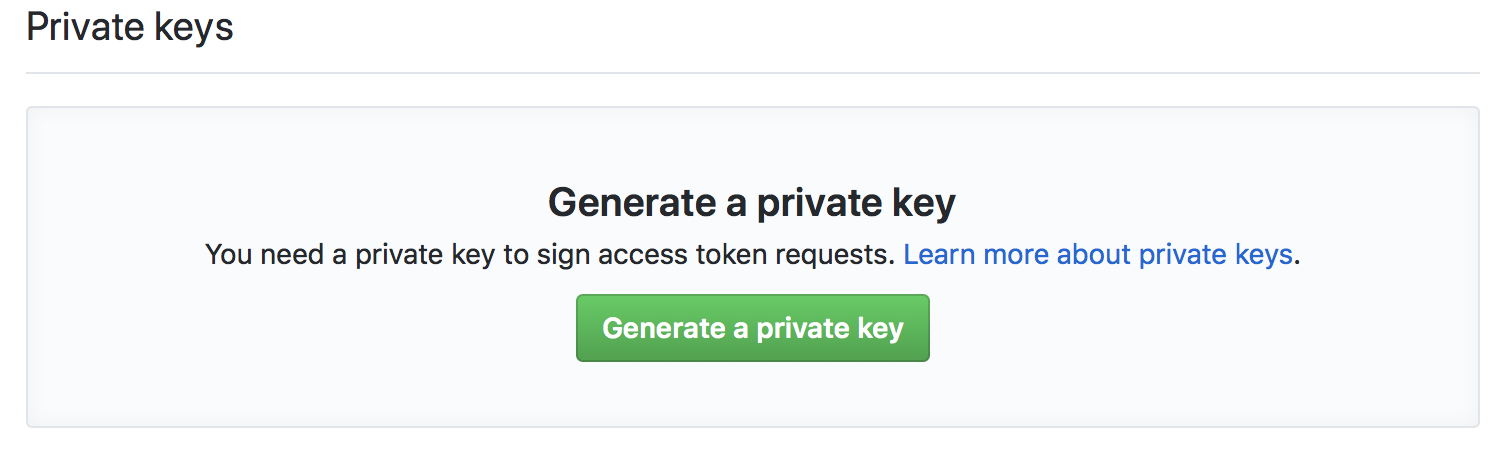 Private keys
Generate a private key
You need a private key to sign access token requests. Learn more about private keys.
Generate a private key